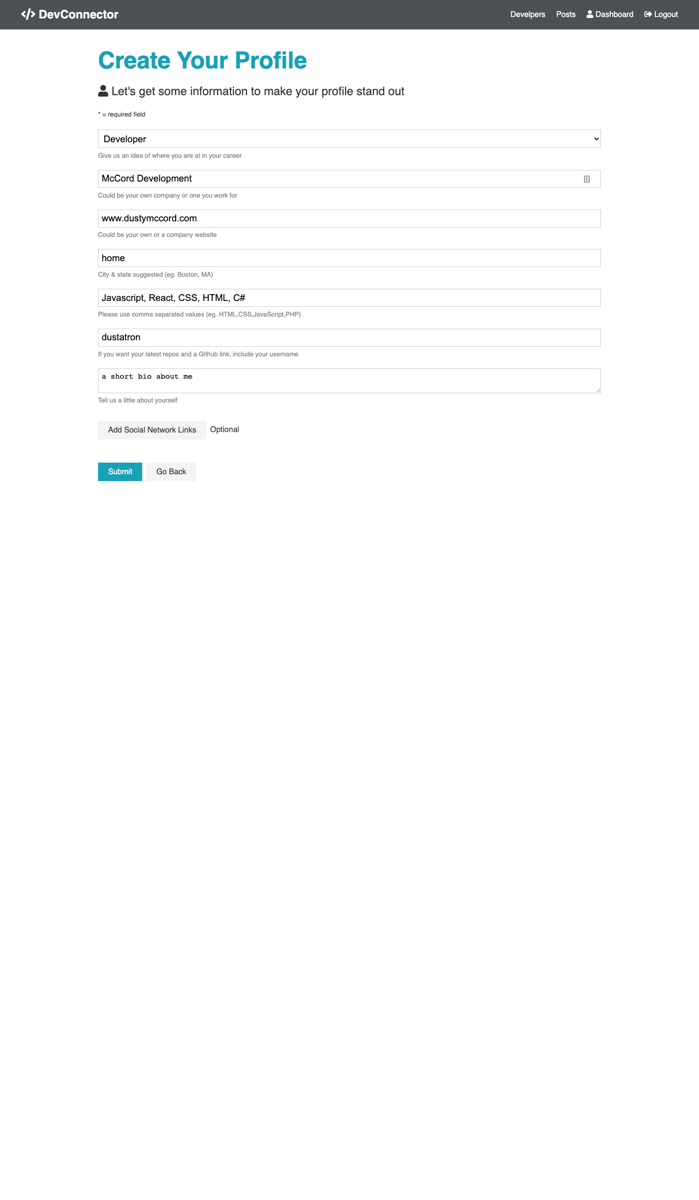 DevConnector
Develpers Posts Dashboard Logout
Create Your Profile
Let's get some information to make your profile stand out
* = required field
Developer
Give us an idea of where you are at in your career
McCord Development
Could be your own company or one you work for
www.dustymccord.com
Could be your own or a company website
home
City & state suggested (eg. Boston, MA)
Javascript, React, CSS, HTML, C#
Please use comma separated values (eg. HTML,CSS,JavaScript,PHP)
dustatron
If you want your latest repos and a Github link, include your username
a short bio about me
Tell us a little about yourself
Add Social Network Links Optional
Submit Go Back